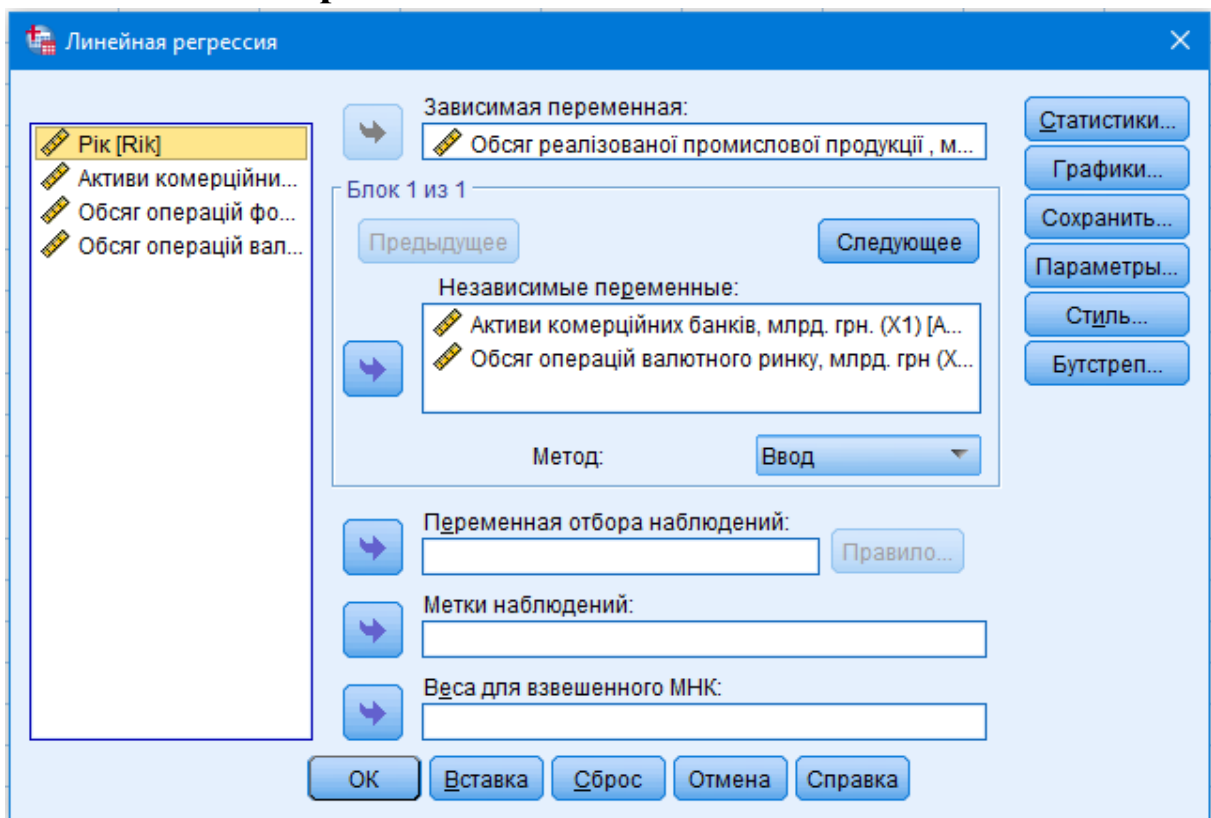 Линейная регрессия
Рік [Rik]
Активи комерційни...
Обсяг операцій фо...
Обсяг операцій вал...
Зависимая переменная:
Обсяг реалізованої промислової продукції , м...
Блок 1 из 1
Предыдущее
Следующее
Независимые переменные:
Активи комерційних банків, млрд. грн. (X1) [A...
Обсяг операцій валютного ринку, млрд. грн (X...
Метод:
Ввод
Переменная отбора наблюдений:
Правило...
Метки наблюдений:
Веса для взвешенного МНК:
Статистики...
Графики...
Сохранить...
Параметры...
Стиль...
Бутстреп...
ОК
Вставка
Сброс
Отмена
Справка